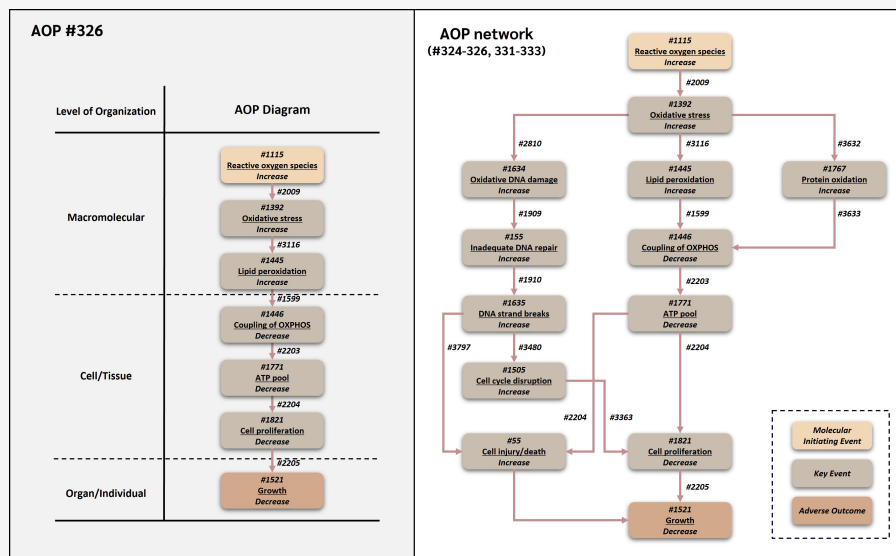 AOP #326
Level of Organization
AOP Diagram
Macromolecular
#1115
Reactive oxygen species
Increase
#2009
#1392
Oxidative stress
Increase
#3116
#1445
Lipid peroxidation
Increase
#1599
Cell/Tissue
#1446
Coupling of OXPHOS
Decrease
#2203
#1771
ATP pool
Decrease
#2204
#1821
Cell proliferation
Decrease
#2205
Organ/Individual
#1521
Growth
Decrease
AOP network
(#324-326, 331-333)
#1115
Reactive oxygen species
Increase
#2009
#1392
Oxidative stress
Increase
#2810
#3116
#3632
#1634
Oxidative DNA damage
Increase
#1445
Lipid peroxidation
Increase
#1767
Protein oxidation
Increase
#1909
#1599
#3633
#155
Inadequate DNA repair
Increase
#1446
Coupling of OXPHOS
Decrease
#1910
#2203
#1635
DNA strand breaks
Increase
#1771
ATP pool
Decrease
#3797
#3480
#2204
#1505
Cell cycle disruption
Increase
#2204
#3363
#55
Cell injury/death
Increase
#1821
Cell proliferation
Decrease
#2205
#1521
Growth
Decrease
Molecular
Initiating Event
Key Event
Adverse Outcome